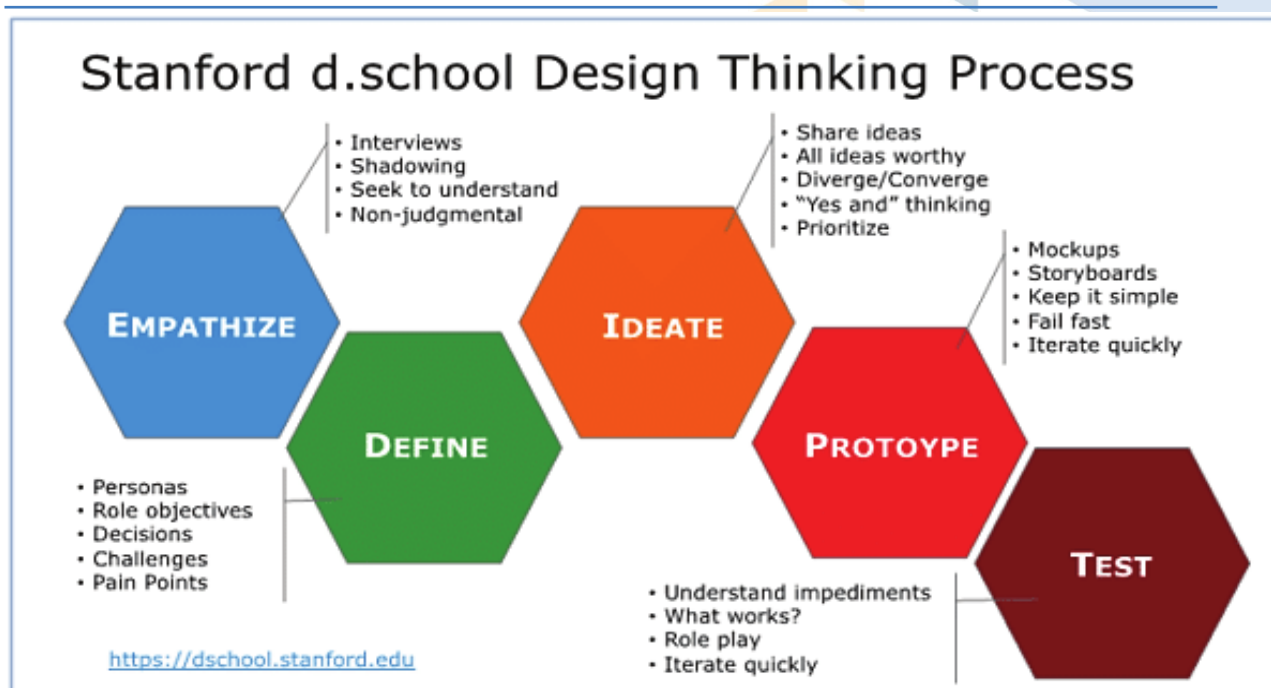 Stanford d.school Design Thinking Process
• Interviews
• Shadowing
• Seek to understand
• Non-judgmental
EMPATHIZE
DEFINE
• Personas
• Role objectives
• Decisions
• Challenges
• Pain Points
• Share ideas
• All ideas worthy
• Diverge/Converge
• “Yes and” thinking
• Prioritize
IDEATE
• Mockups
• Storyboards
• Keep it simple
• Fail fast
• Iterate quickly
PROTOYPE
TEST
• Understand impediments
• What works?
• Role play
• Iterate quickly
https://dschool.stanford.edu